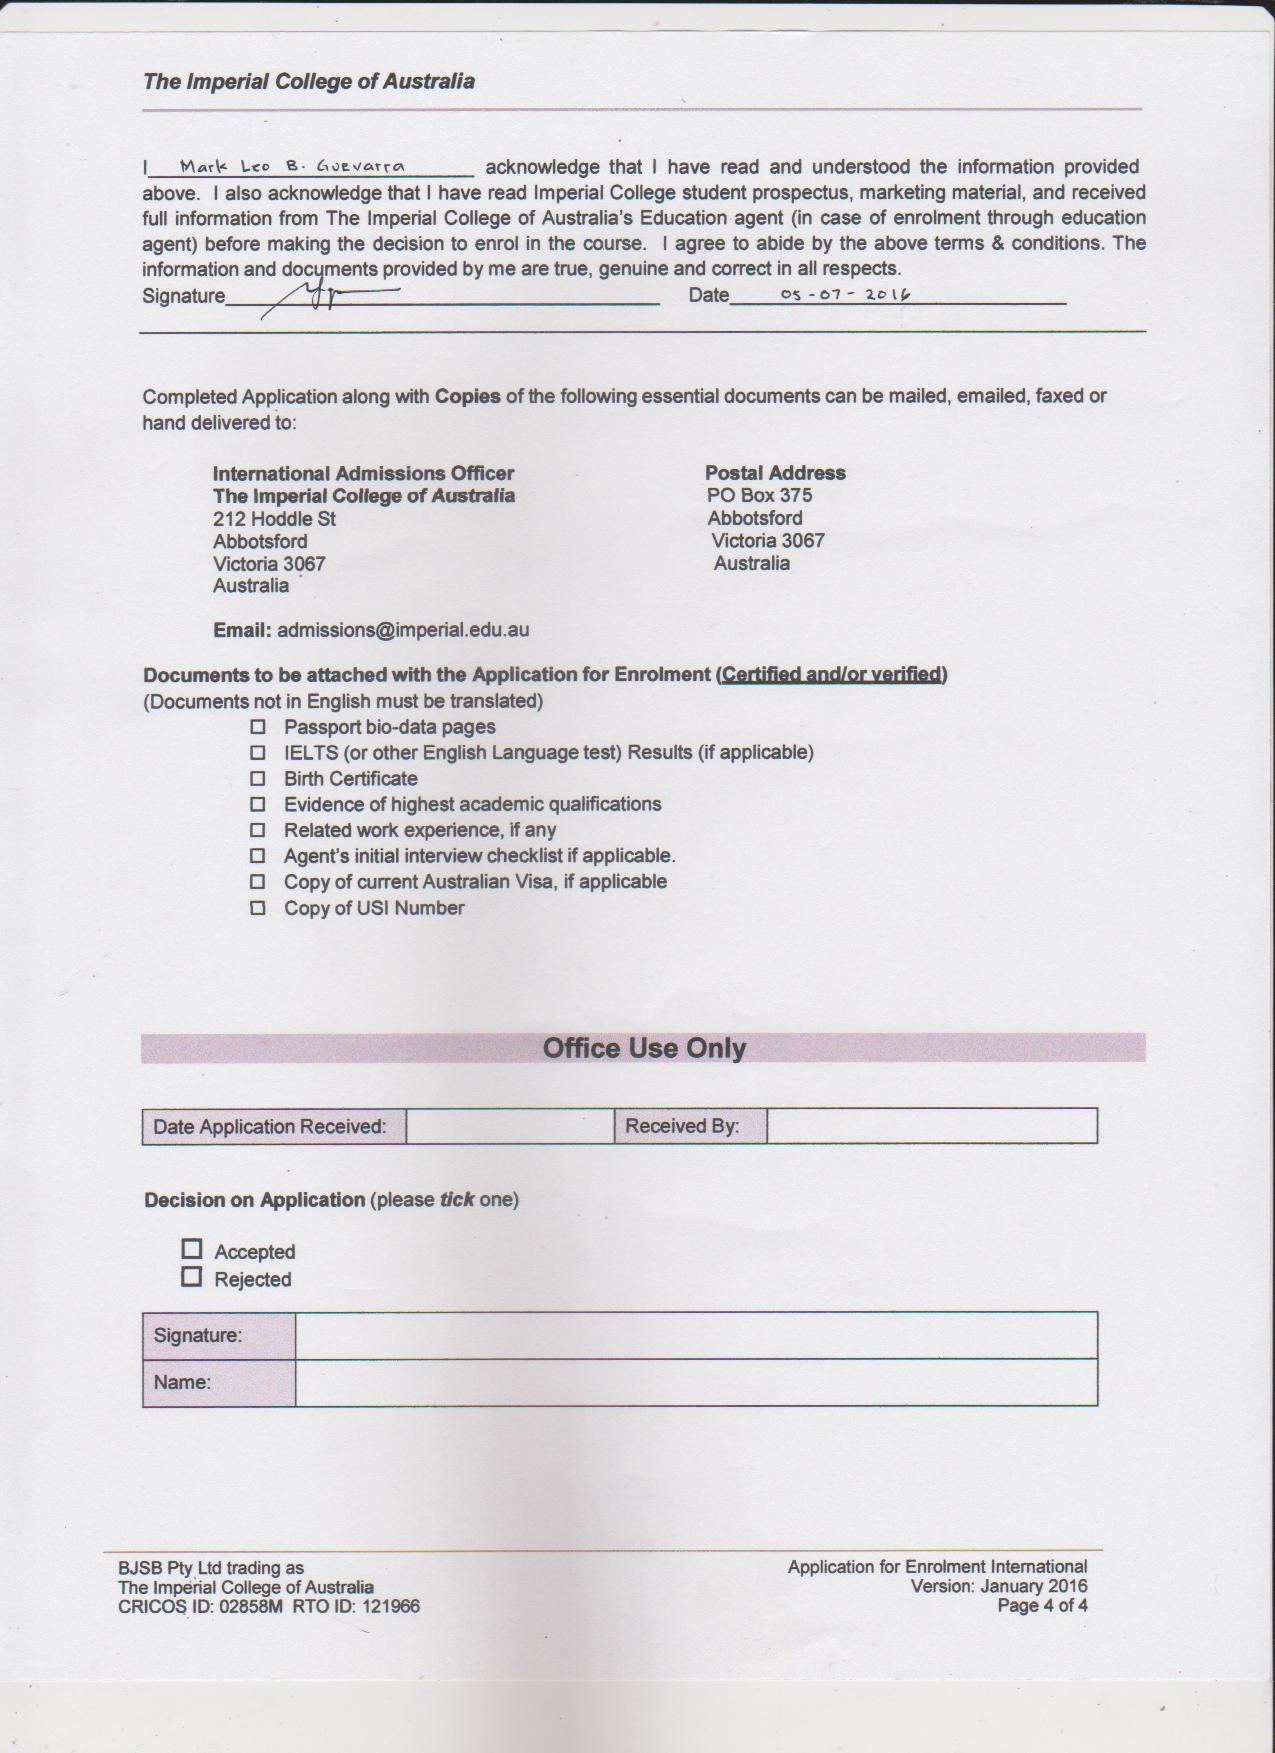 The Imperial College of Australia
I Mark Leo B. Guevarra acknowledge that I have read and understood the information provided
above. I also acknowledge that I have read Imperial College student prospectus, marketing material, and received
full information from The Imperial College of Australia's Education agent (in case of enrolment through education
agent) before making the decision to enrol in the course. I agree to abide by the above terms & conditions. The
information and documents provided by me are true, genuine and correct in all respects.
Signature Date 05-07-2016
Completed Application along with Copies of the following essential documents can be mailed, emailed, faxed or
hand delivered to:
International Admissions Officer
The Imperial College of Australia
212 Hoddle St
Abbotsford
Victoria 3067
Australia
Email: admissions@imperial.edu.au
Postal Address
PO Box 375
Abbotsford
Victoria 3067
Australia
Documents to be attached with the Application for Enrolment (Certified and/or verified)
(Documents not in English must be translated)
☐ Passport bio-data pages
☐ IELTS (or other English Language test) Results (if applicable)
☐ Birth Certificate
☐ Evidence of highest academic qualifications
☐ Related work experience, if any
☐ Agent's initial interview checklist if applicable.
☐ Copy of current Australian Visa, if applicable
☐ Copy of USI Number
Office Use Only
Date Application Received: Received By:
Decision on Application (please tick one)
☐ Accepted
☐ Rejected
Signature:
Name:
BJSB Pty Ltd trading as
The Imperial College of Australia
CRICOS ID: 02858M RTO ID: 121966
Application for Enrolment International
Version: January 2016
Page 4 of 4